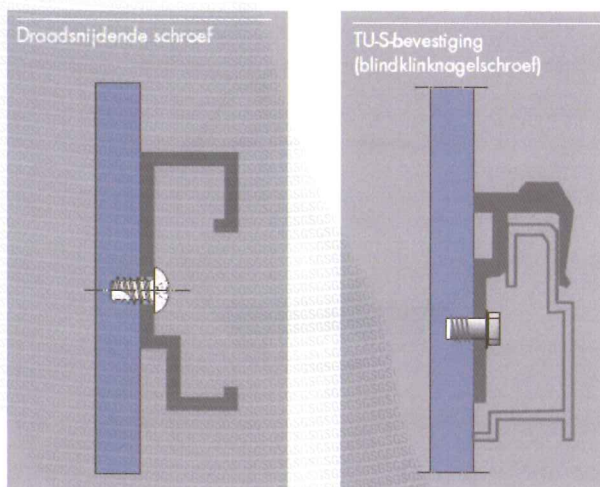 Draadsnijdende schroef
TU-S-bevestiging
(blindklinknagelschroef)